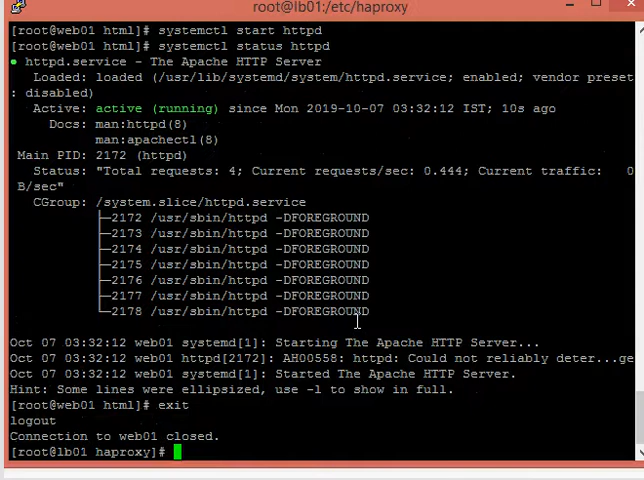 root@lb01:/etc/haproxy
[root@web01 html]# systemctl start httpd
[root@web01 html]# systemctl status httpd
● httpd.service - The Apache HTTP Server
Loaded: loaded (/usr/lib/systemd/system/httpd.service; enabled; vendor preset
: disabled)
Active: active (running) since Mon 2019-10-07 03:32:12 IST; 10s ago
Docs: man:httpd(8)
man:apachectl(8)
Main PID: 2172 (httpd)
Status: "Total requests: 4; Current requests/sec: 0.444; Current traffic:   0
B/sec"
CGroup: /system.slice/httpd.service
├─2172 /usr/sbin/httpd -DFOREGROUND
├─2173 /usr/sbin/httpd -DFOREGROUND
├─2174 /usr/sbin/httpd -DFOREGROUND
├─2175 /usr/sbin/httpd -DFOREGROUND
├─2176 /usr/sbin/httpd -DFOREGROUND
├─2177 /usr/sbin/httpd -DFOREGROUND
└─2178 /usr/sbin/httpd -DFOREGROUND
Oct 07 03:32:12 web01 systemd[1]: Starting The Apache HTTP Server...
Oct 07 03:32:12 web01 httpd[2172]: AH00558: httpd: Could not reliably deter...ge
Oct 07 03:32:12 web01 systemd[1]: Started The Apache HTTP Server.
Hint: Some lines were ellipsized, use -l to show in full.
[root@web01 html]# exit
logout
Connection to web01 closed.
[root@lb01 haproxy]#